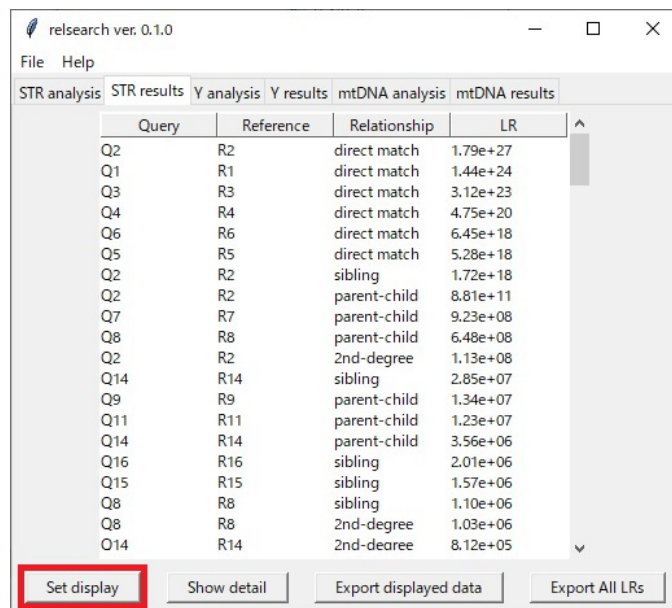 relsearch ver. 0.1.0
File Help
STR analysis STR results Y analysis Y results mtDNA analysis mtDNA results
Query Reference Relationship LR
Q2 R2 direct match 1.79e+27
Q1 R1 direct match 1.44e+24
Q3 R3 direct match 3.12e+23
Q4 R4 direct match 4.75e+20
Q6 R6 direct match 6.45e+18
Q5 R5 direct match 5.28e+18
Q2 R2 sibling 1.72e+18
Q2 R2 parent-child 8.81e+11
Q7 R7 parent-child 9.23e+08
Q8 R8 parent-child 6.48e+08
Q2 R2 2nd-degree 1.13e+08
Q14 R14 sibling 2.85e+07
Q9 R9 parent-child 1.34e+07
Q11 R11 parent-child 1.23e+07
Q14 R14 parent-child 3.56e+06
Q16 R16 sibling 2.01e+06
Q15 R15 sibling 1.57e+06
Q8 R8 sibling 1.10e+06
Q8 R8 2nd-degree 1.03e+06
Q14 R14 2nd-degree 8.12e+05
Set display Show detail Export displayed data Export All LRs